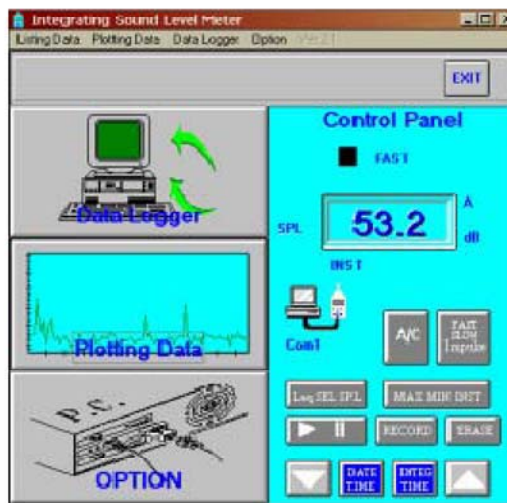 Integrating Sound Level Meter
Listing Data Plotting Data Data Logger Option
EXIT
Data Logger
Plotting Data
P.C.
OPTION
Control Panel
FAST
SPL
53.2
A
dB
INST
Com1
A/C
FAST
SLOW
Impulse
Leq SEL SPL
MAX MIN INST
RECORD
ERASE
DATE
TIME
INTEG
TIME